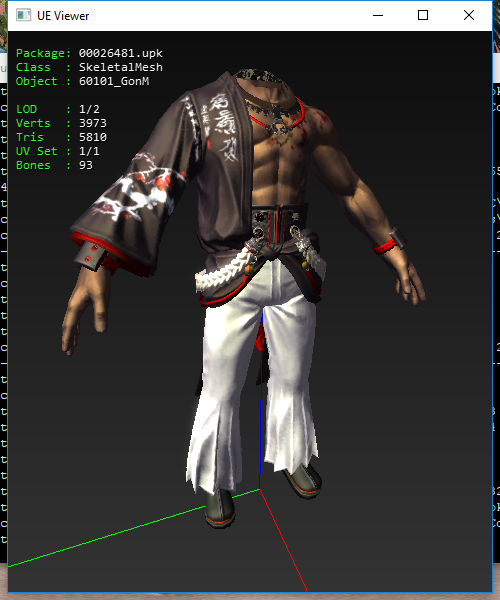 UE Viewer
Package: 00026481.upk
Class : SkeletalMesh
Object : 60101_GonM
LOD : 1/2
Verts : 3973
Tris : 5810
UV Set : 1/1
Bones : 93